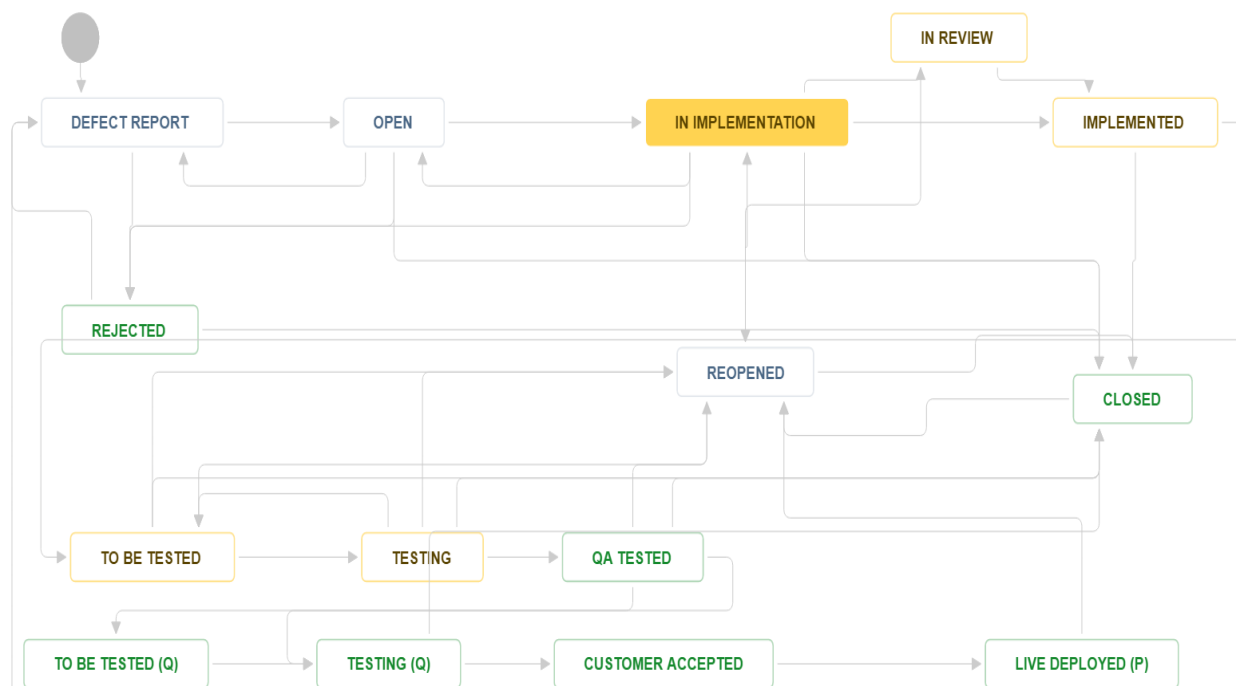 IN REVIEW
DEFECT REPORT
OPEN
IN IMPLEMENTATION
IMPLEMENTED
REJECTED
REOPENED
CLOSED
TO BE TESTED
TESTING
QA TESTED
TO BE TESTED (Q)
TESTING (Q)
CUSTOMER ACCEPTED
LIVE DEPLOYED (P)